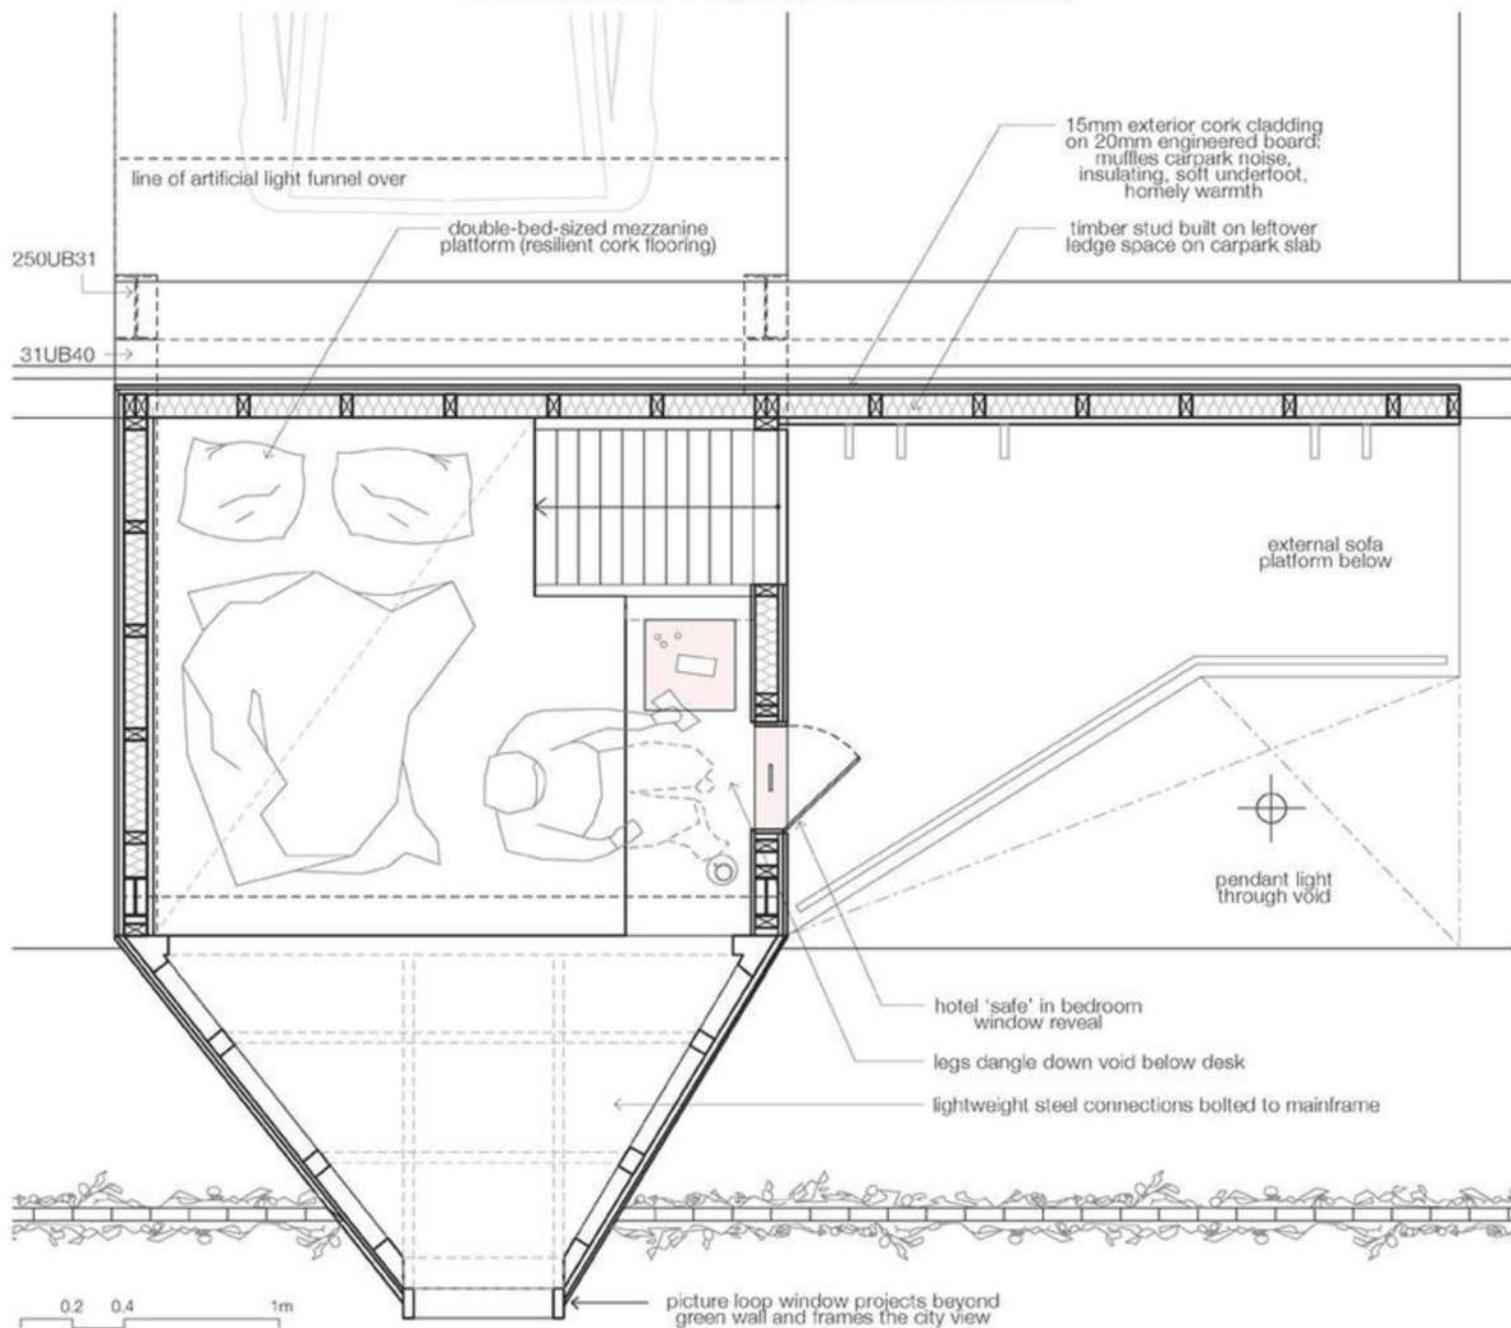 15mm exterior cork cladding
on 20mm engineered board:
muffles carpark noise,
insulating, soft underfoot,
homely warmth
line of artificial light funnel over
double-bed-sized mezzanine
platform (resilient cork flooring)
timber stud built on leftover
ledge space on carpark slab
250UB31
31UB40
external sofa
platform below
pendant light
through void
hotel ‘safe’ in bedroom
window reveal
legs dangle down void below desk
lightweight steel connections bolted to mainframe
0.2 0.4 1m
picture loop window projects beyond
green wall and frames the city view